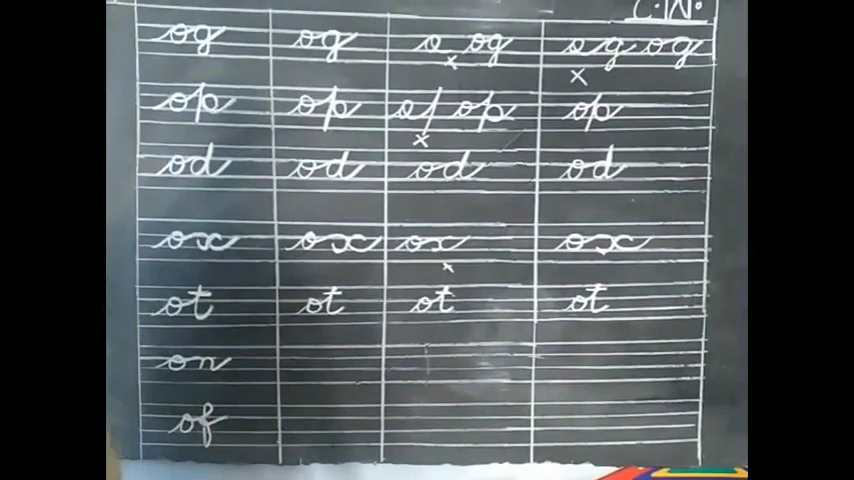 C.W.
og og o og o g og
op op op op
od od od od
ox ox ox ox
ot ot ot ot
on
of